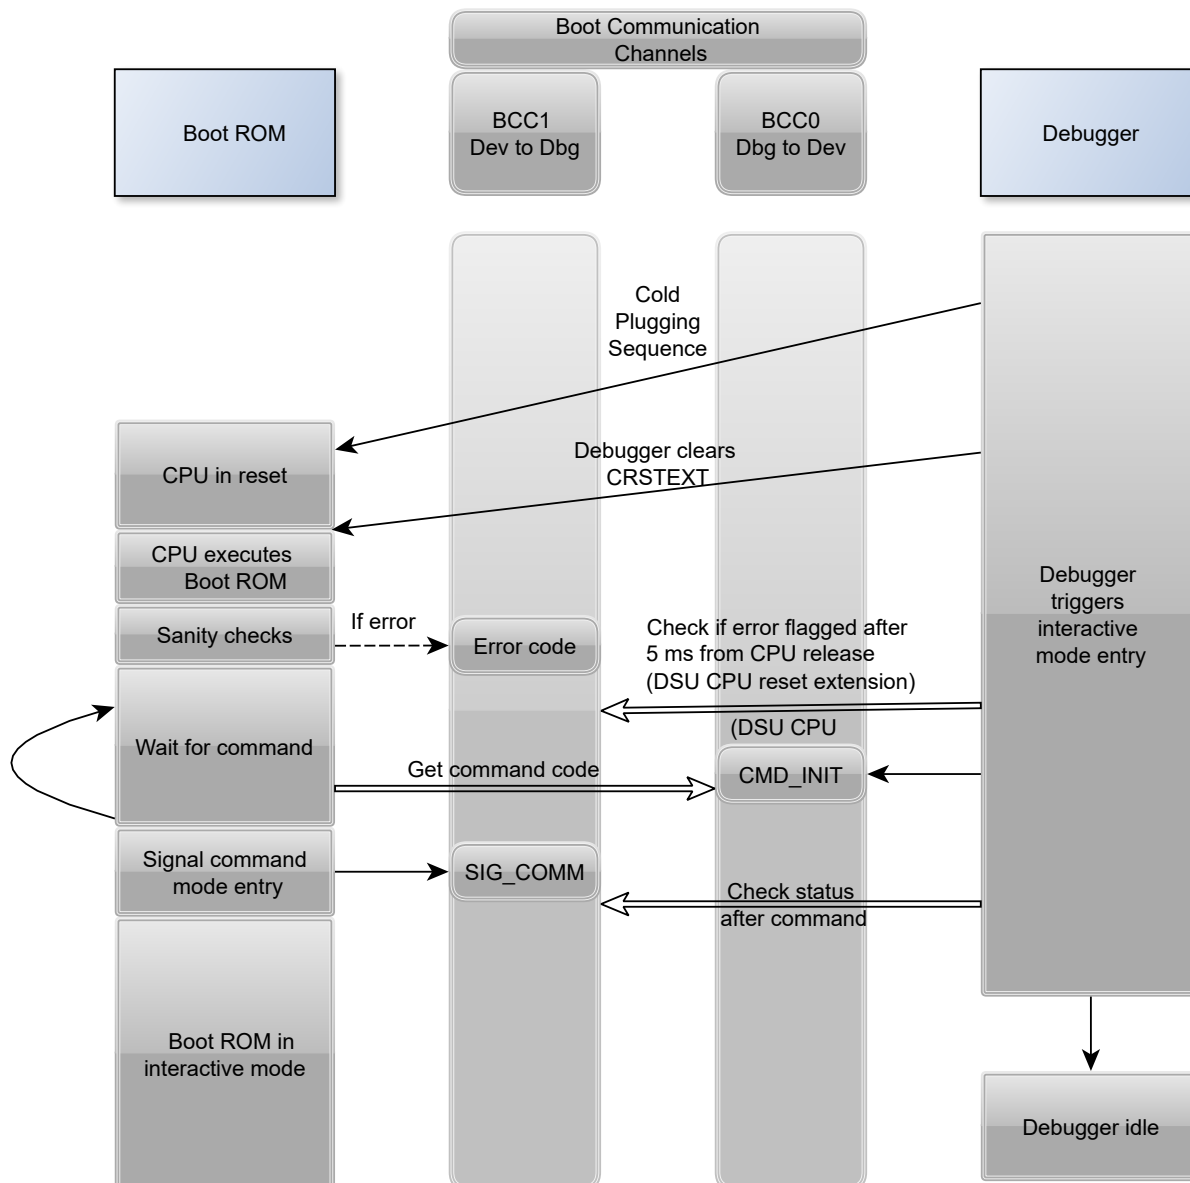 Boot Communication
Channels
Boot ROM
BCC1
Dev to Dbg
BCC0
Dbg to Dev
Debugger
Cold
Plugging
Sequence
Debugger clears
CRSTEXT
CPU in reset
CPU executes
Boot ROM
Sanity checks
If error
Error code
Check if error flagged after
5 ms from CPU release
(DSU CPU reset extension)
(DSU CPU
Debugger
triggers
interactive
mode entry
Wait for command
Get command code
CMD_INIT
Signal command
mode entry
SIG_COMM
Check status
after command
Boot ROM in
interactive mode
Debugger idle